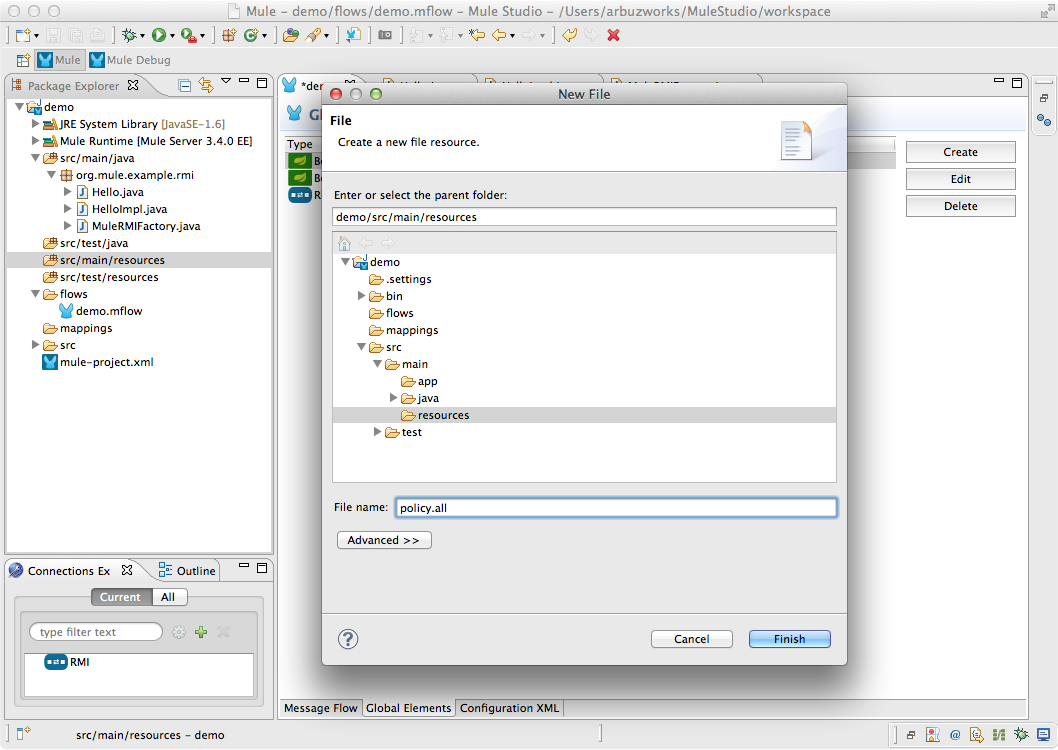 Mule – demo/flows/demo.mflow – Mule Studio – /Users/arbuzworks/MuleStudio/workspace
Mule
Mule Debug
Package Explorer
demo
JRE System Library [JavaSE-1.6]
Mule Runtime [Mule Server 3.4.0 EE]
src/main/java
org.mule.example.rmi
Hello.java
HelloImpl.java
MuleRMIFactory.java
src/test/java
src/main/resources
src/test/resources
flows
demo.mflow
mappings
src
mule-project.xml
*der
Gl
Type
Be
Be
R
Create
Edit
Delete
New File
File
Create a new file resource.
Enter or select the parent folder:
demo/src/main/resources
demo
.settings
bin
flows
mappings
src
main
app
java
resources
test
File name:
policy.all
Advanced >>
?
Cancel
Finish
Connections Ex
Outline
Current
All
type filter text
RMI
Message Flow
Global Elements
Configuration XML
src/main/resources – demo